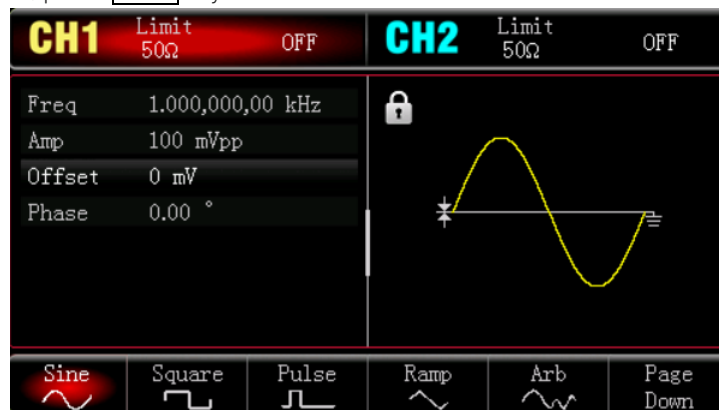 CH1 Limit 50Ω OFF CH2 Limit 50Ω OFF
Freq 1.000,000,00 kHz
Amp 100 mVpp
Offset 0 mV
Phase 0.00 °
Sine Square Pulse Ramp Arb Page Down